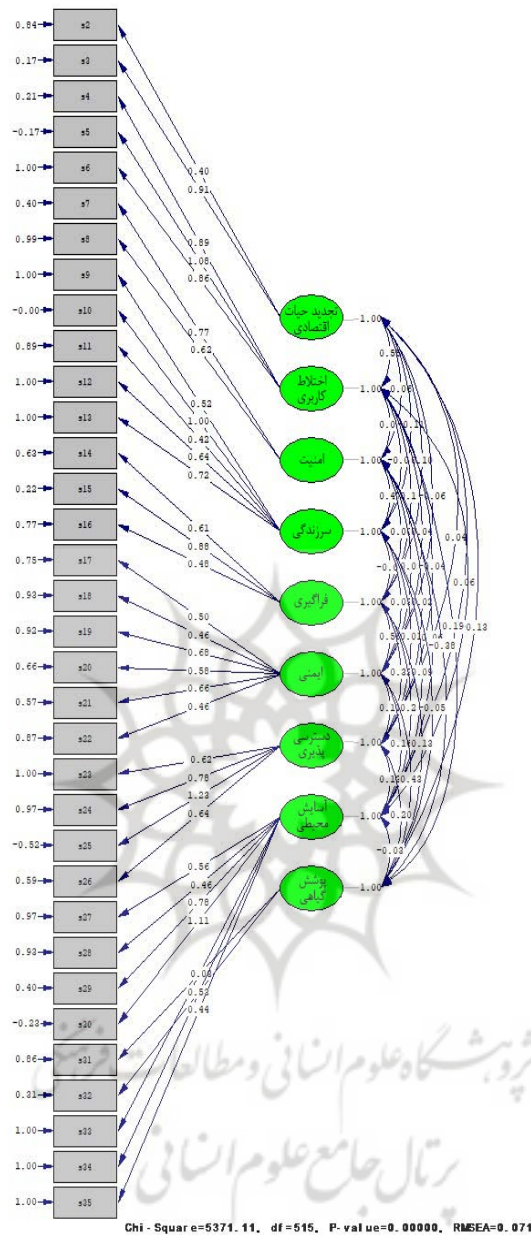 0.84 s2
0.17 s3
0.21 s4
-0.17 s5
1.00 s6
0.40 s7
0.99 s8
1.00 s9
-0.00 s10
0.89 s11
1.00 s12
1.00 s13
0.63 s14
0.22 s15
0.77 s16
0.75 s17
0.93 s18
0.92 s19
0.66 s20
0.57 s21
0.87 s22
1.00 s23
0.97 s24
-0.52 s25
0.59 s26
0.97 s27
0.93 s28
0.40 s29
-0.23 s30
0.86 s31
0.31 s32
1.00 s33
1.00 s34
1.00 s35
0.40
0.91
0.89
1.08
0.86
0.77
0.62
0.52
1.00
0.42
0.64
0.72
0.61
0.88
0.48
0.50
0.46
0.68
0.58
0.66
0.46
0.62
0.78
1.23
0.64
0.56
0.46
0.78
1.11
0.53
0.44
تجدید حیات
اقتصادی
1.00
اختلاط
کاربری
1.00
امنیت
1.00
سرزندگی
1.00
فراگیری
1.00
ایمنی
1.00
دسترسی
پذیری
1.00
آسایش
محیطی
1.00
پوشش
گیاهی
1.00
0.04
0.06
0.19
0.13
-0.38
-0.05
0.13
0.43
0.20
-0.03
پژوهشگاه علوم انسانی و مطالعات فرهنگی
پرتال جامع علوم انسانی
Chi-Square=5371.11, df=515, P-value=0.00000, RMSEA=0.071